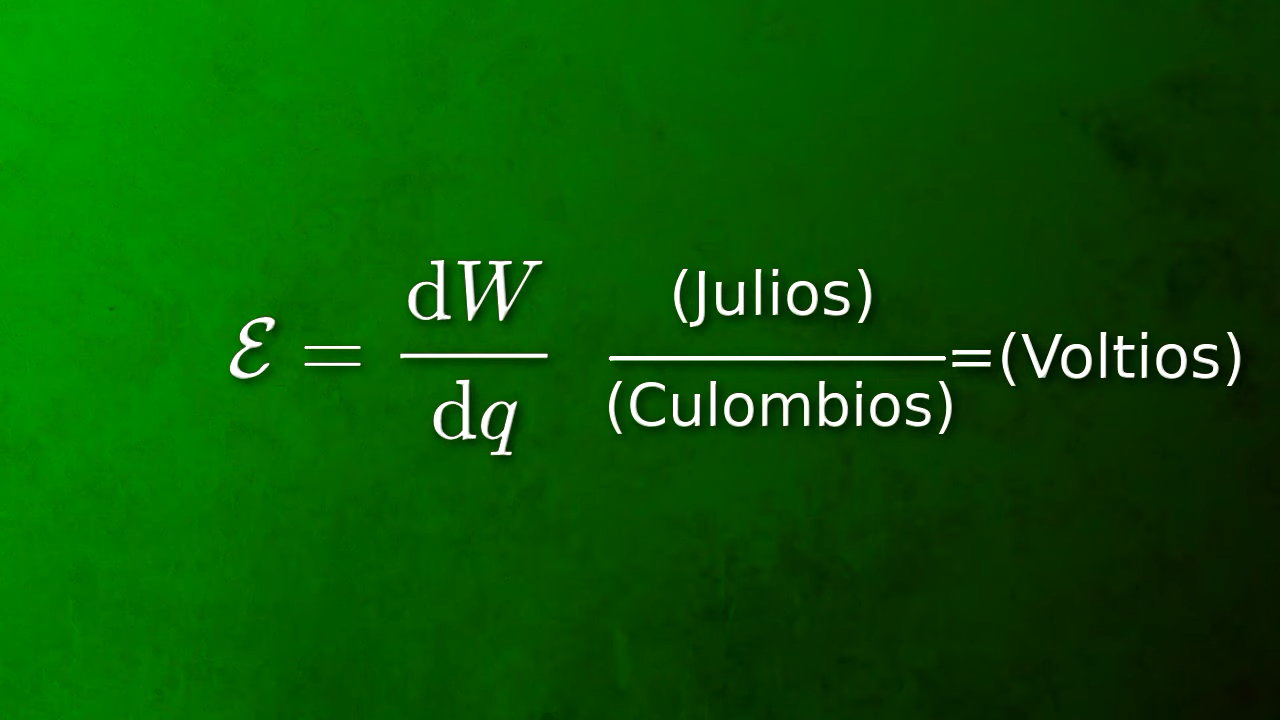 ℰ = dW/dq (Julios)/(Culombios)=(Voltios)